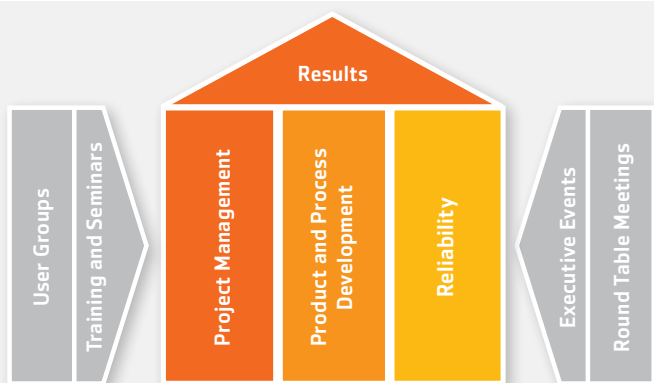 Results
User Groups
Training and Seminars
Project Management
Product and Process
Development
Reliability
Executive Events
Round Table Meetings